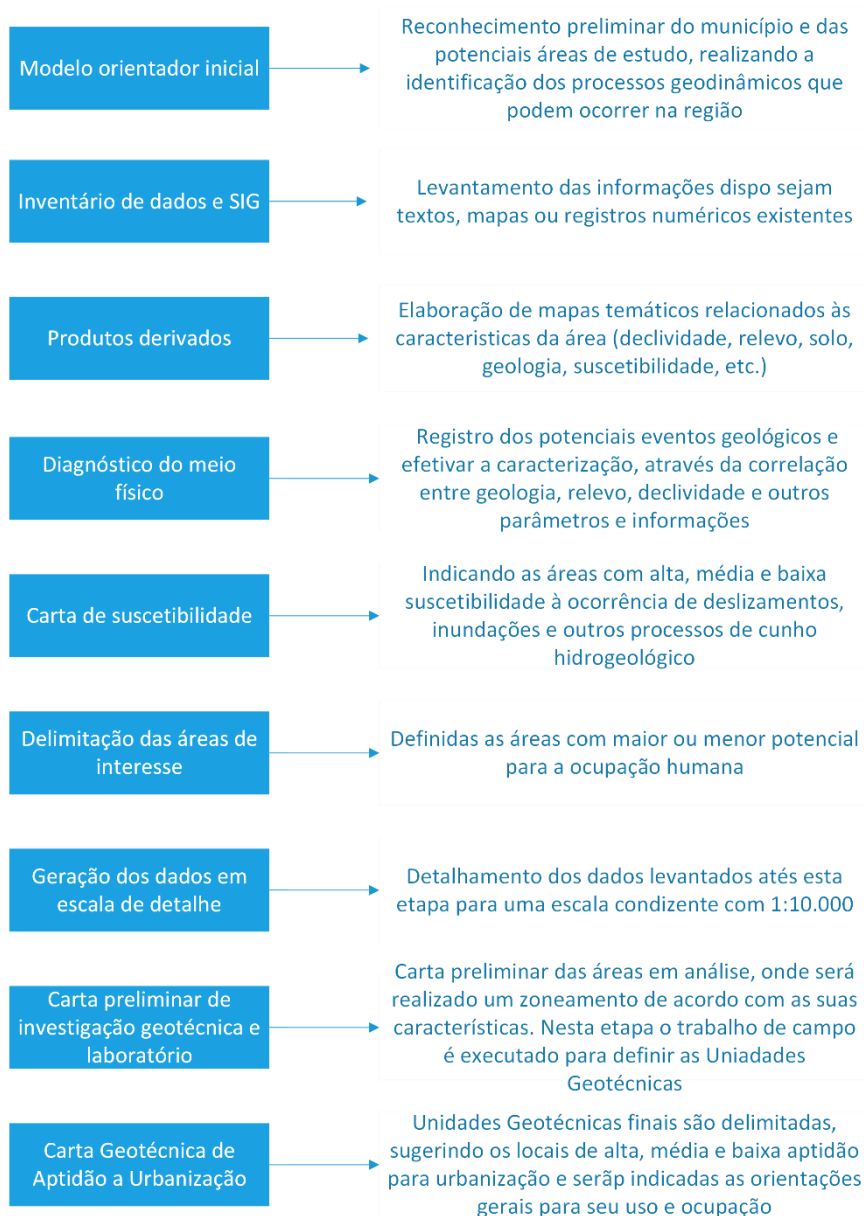 Modelo orientador inicial
Reconhecimento preliminar do município e das
potenciais áreas de estudo, realizando a
identificação dos processos geodinâmicos que
podem ocorrer na região
Inventário de dados e SIG
Levantamento das informações dispo sejam
textos, mapas ou registros numéricos existentes
Produtos derivados
Elaboração de mapas temáticos relacionados às
caracteristicas da área (declividade, relevo, solo,
geologia, suscetibilidade, etc.)
Diagnóstico do meio
físico
Registro dos potenciais eventos geológicos e
efetivar a caracterização, através da correlação
entre geologia, relevo, declividade e outros
parâmetros e informações
Carta de suscetibilidade
Indicando as áreas com alta, média e baixa
suscetibilidade à ocorrência de deslizamentos,
inundações e outros processos de cunho
hidrogeológico
Delimitação das áreas de
interesse
Definidas as áreas com maior ou menor potencial
para a ocupação humana
Geração dos dados em
escala de detalhe
Detalhamento dos dados levantados atés esta
etapa para uma escala condizente com 1:10.000
Carta preliminar de
investigação geotécnica e
laboratório
Carta preliminar das áreas em análise, onde será
realizado um zoneamento de acordo com as suas
características. Nesta etapa o trabalho de campo
é executado para definir as Uniadades
Geotécnicas
Carta Geotécnica de
Aptidão a Urbanização
Unidades Geotécnicas finais são delimitadas,
sugerindo os locais de alta, média e baixa aptidão
para urbanização e serãp indicadas as orientações
gerais para seu uso e ocupação